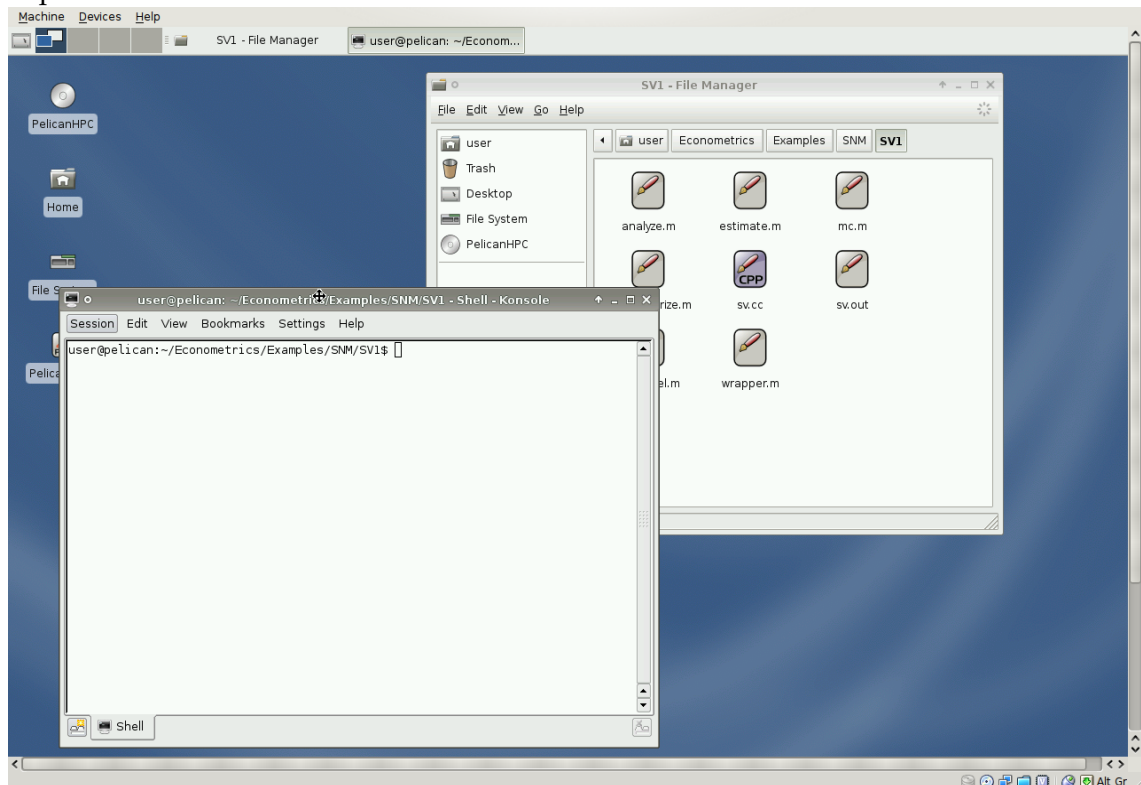 Machine Devices Help
SV1 - File Manager user@pelican: ~/Econom...
PelicanHPC
Home
File S
Pelica
SV1 - File Manager
File Edit View Go Help
user
Trash
Desktop
File System
PelicanHPC
user Econometrics Examples SNM SV1
analyze.m estimate.m mc.m
rize.m sv.cc sv.out
CPP
el.m wrapper.m
user@pelican: ~/Econometrics/Examples/SNM/SV1 - Shell - Konsole
Session Edit View Bookmarks Settings Help
user@pelican:~/Econometrics/Examples/SNM/SV1$
Shell
Alt Gr